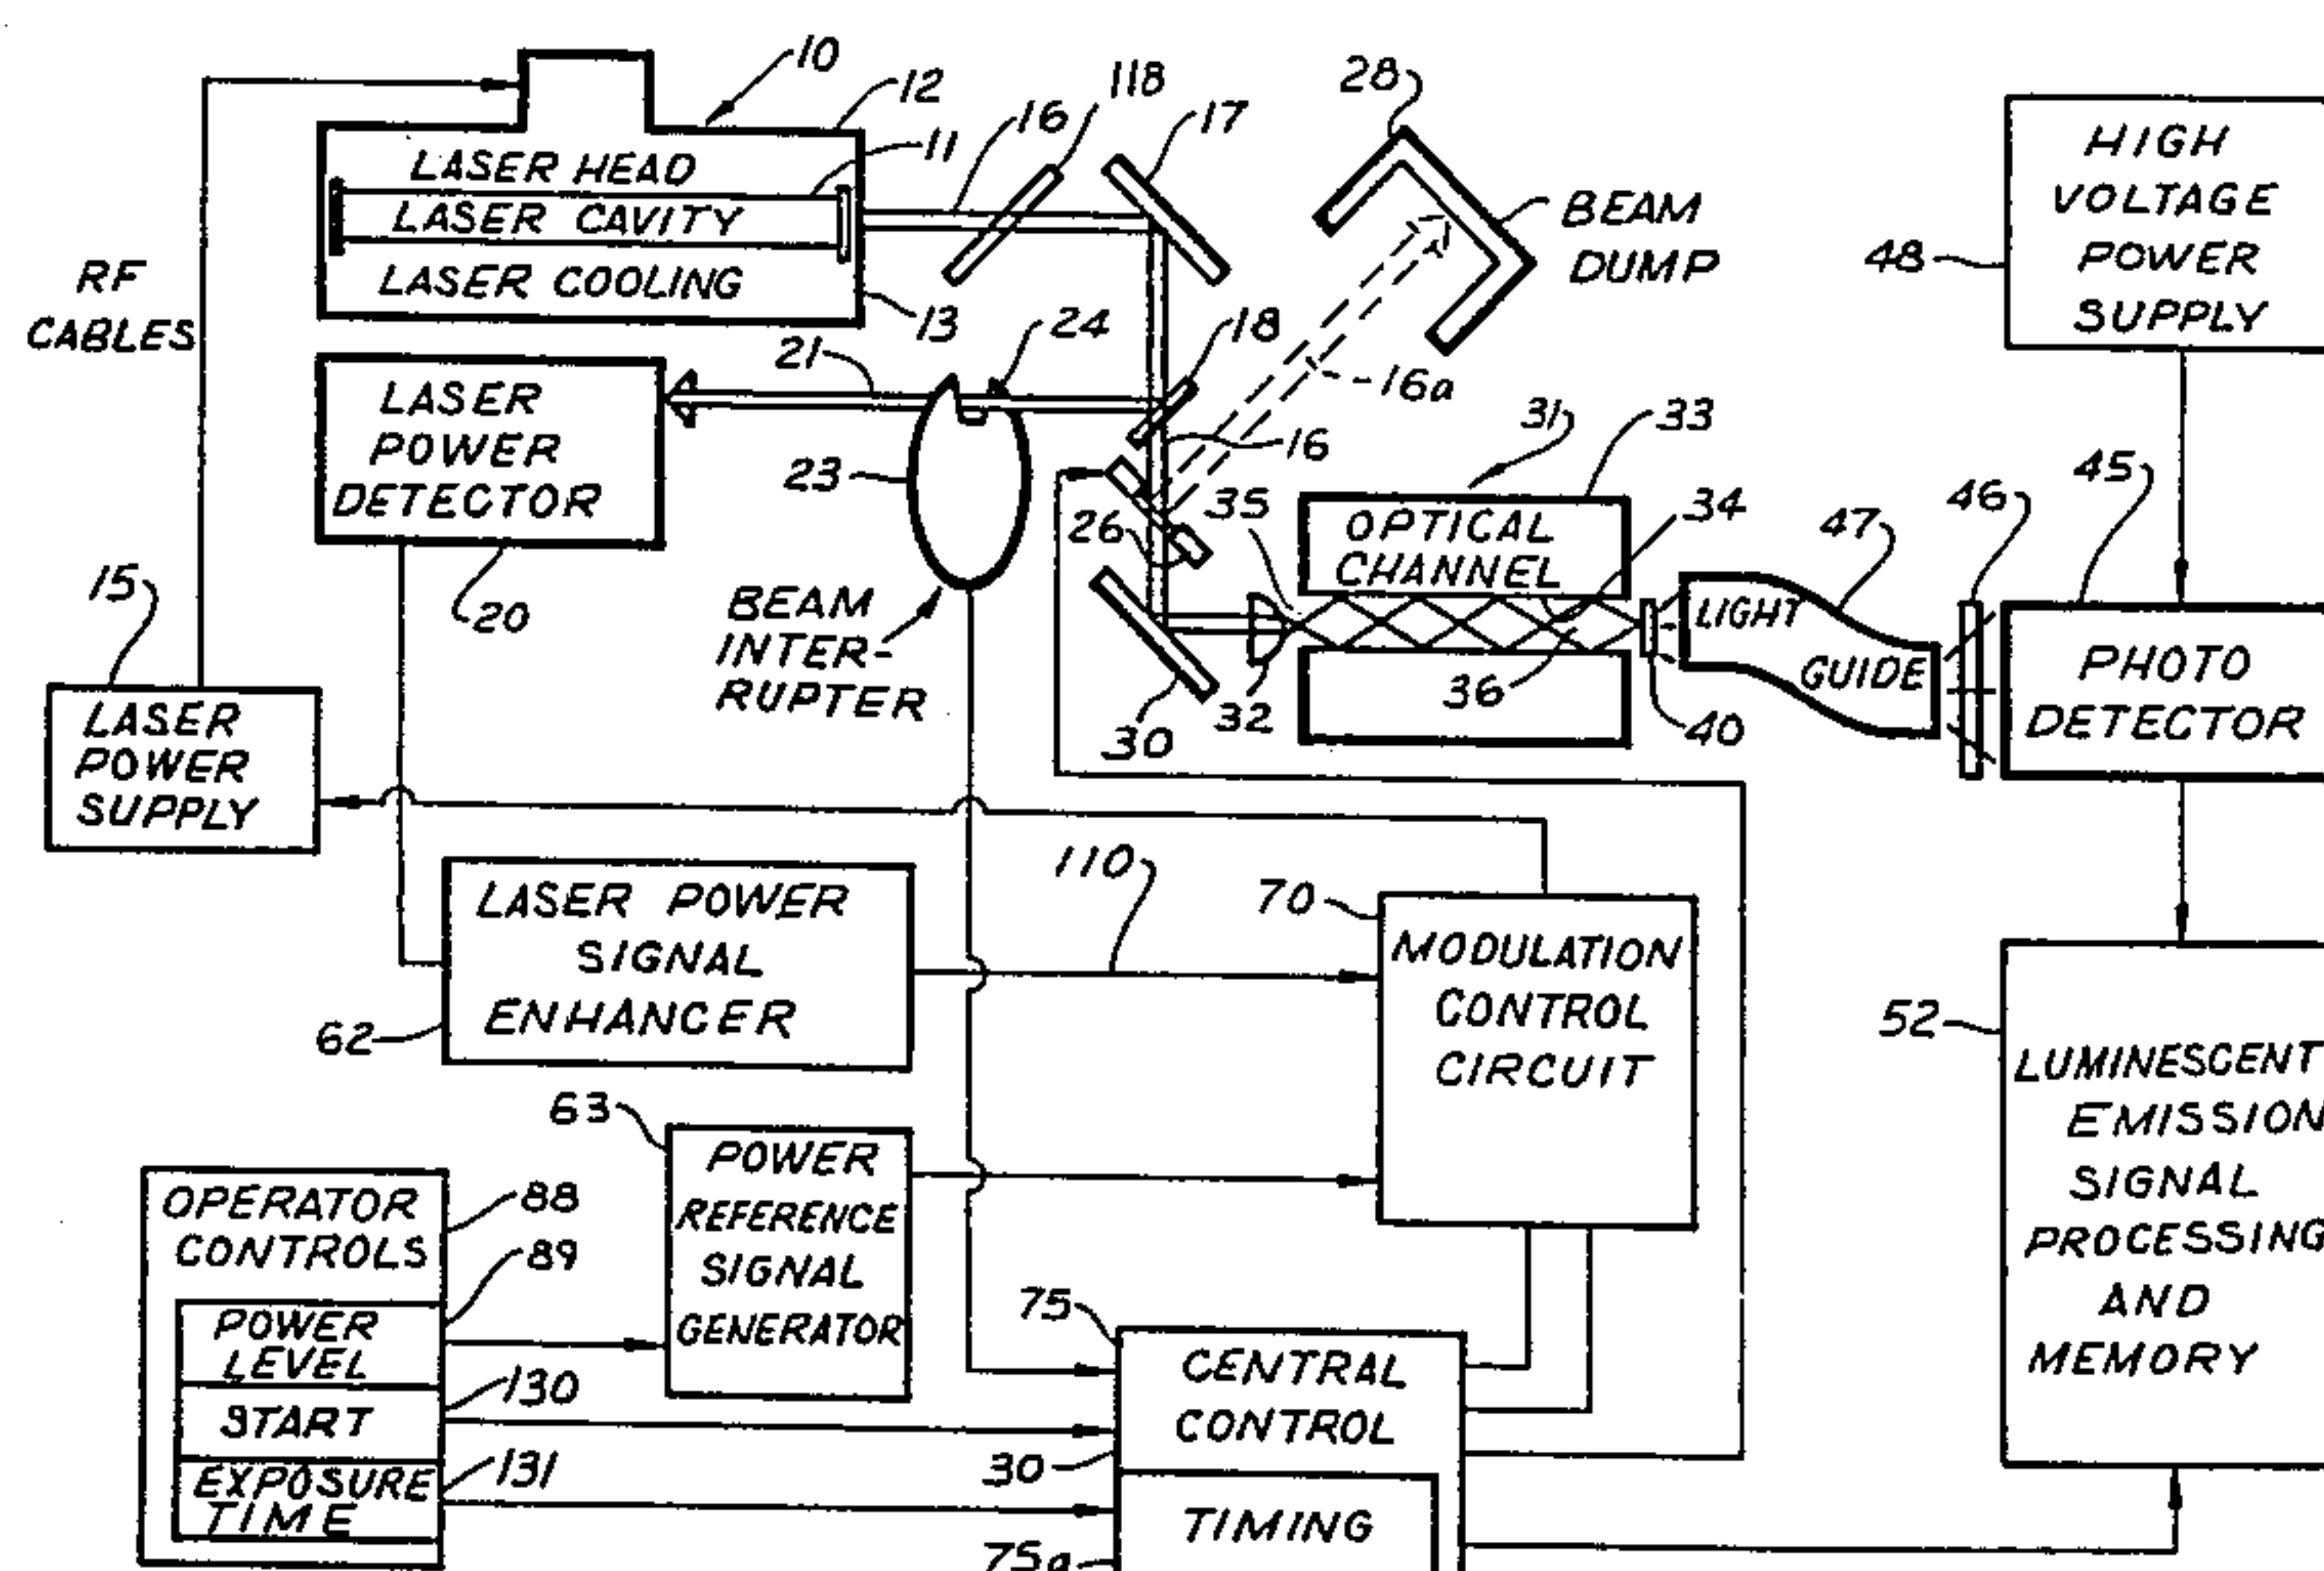 10
12
11
LASER HEAD
LASER CAVITY
LASER COOLING
13
16
118
17
28
BEAM
DUMP
HIGH
VOLTAGE
POWER
SUPPLY
48
RF
CABLES
LASER
POWER
DETECTOR
20
21
24
23
18
16a
16
BEAM
INTER-
RUPTER
26
35
31
33
34
OPTICAL
CHANNEL
36
32
30
40
LIGHT
GUIDE
47
46
45
PHOTO
DETECTOR
15
LASER
POWER
SUPPLY
LASER POWER
SIGNAL
ENHANCER
62
110
70
MODULATION
CONTROL
CIRCUIT
52
LUMINESCENT
EMISSION
SIGNAL
PROCESSING
AND
MEMORY
63
POWER
REFERENCE
SIGNAL
GENERATOR
OPERATOR
CONTROLS
88
89
POWER
LEVEL
130
START
131
EXPOSURE
TIME
75
CENTRAL
CONTROL
30
TIMING
75a